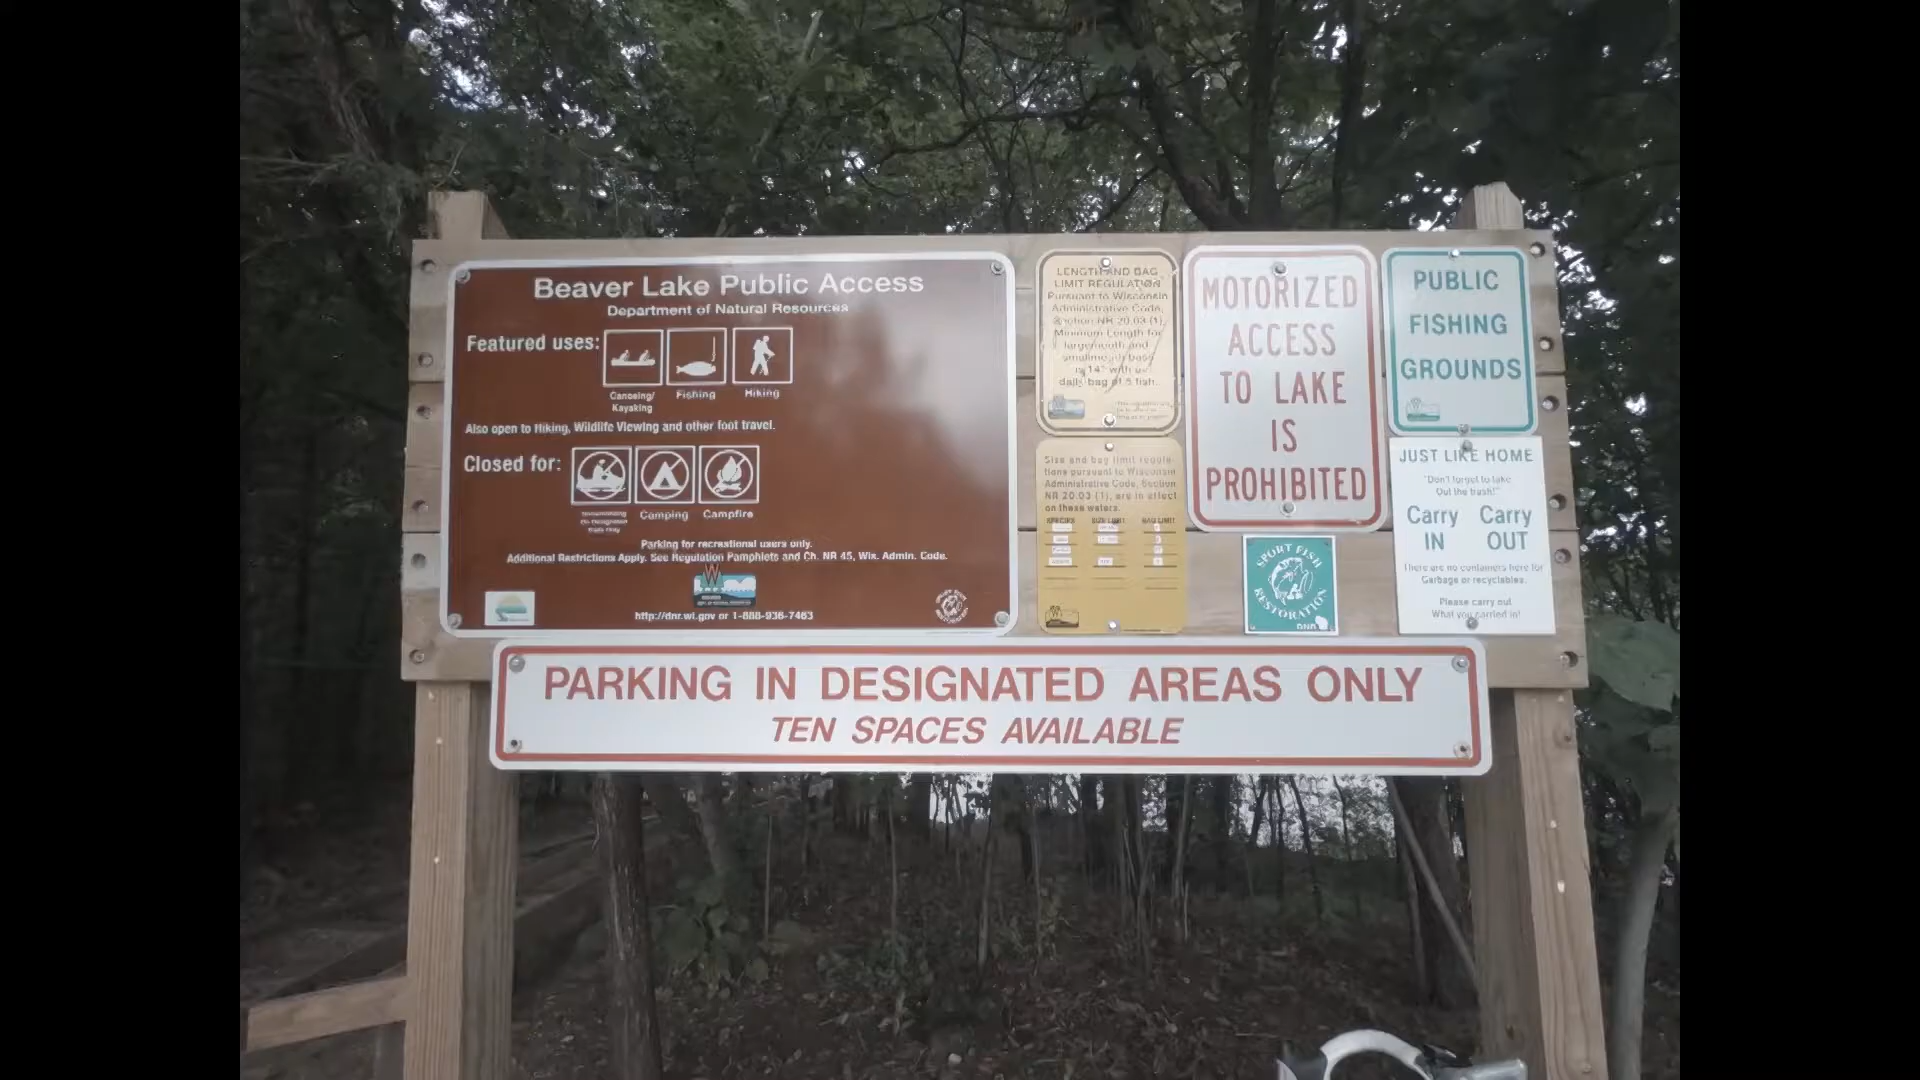 Beaver Lake Public Access
Department of Natural Resources
Featured uses:
Canoeing/
Kayaking
Fishing
Hiking
Also open to Hiking, Wildlife Viewing and other foot travel.
Closed for:
Camping
Campfire
Parking for recreational users only.
Additional Restrictions Apply. See Regulation Pamphlets and Ch. NR 45, Wis. Admin. Code.
http://dnr.wi.gov or 1-888-936-7463
LENGTH AND BAG
LIMIT REGULATION
Pursuant to Wisconsin
Administrative Code,
Section NR 20.03 (1),
Minimum Length for
largemouth and
smallmouth bass
is 14" with a
daily bag of 5 fish.
Size and bag limit regula-
tions pursuant to Wisconsin
Administrative Code, Section
NR 20.03 (1), are in effect
on these waters.
SPECIES SIZE LIMIT BAG LIMIT
MOTORIZED
ACCESS
TO LAKE
IS
PROHIBITED
SPORT FISH
RESTORATION
DNR
PUBLIC
FISHING
GROUNDS
JUST LIKE HOME
"Don't forget to take
Out the trash!"
Carry Carry
IN OUT
There are no containers here for
Garbage or recyclables.
Please carry out
What you carried in!
PARKING IN DESIGNATED AREAS ONLY
TEN SPACES AVAILABLE